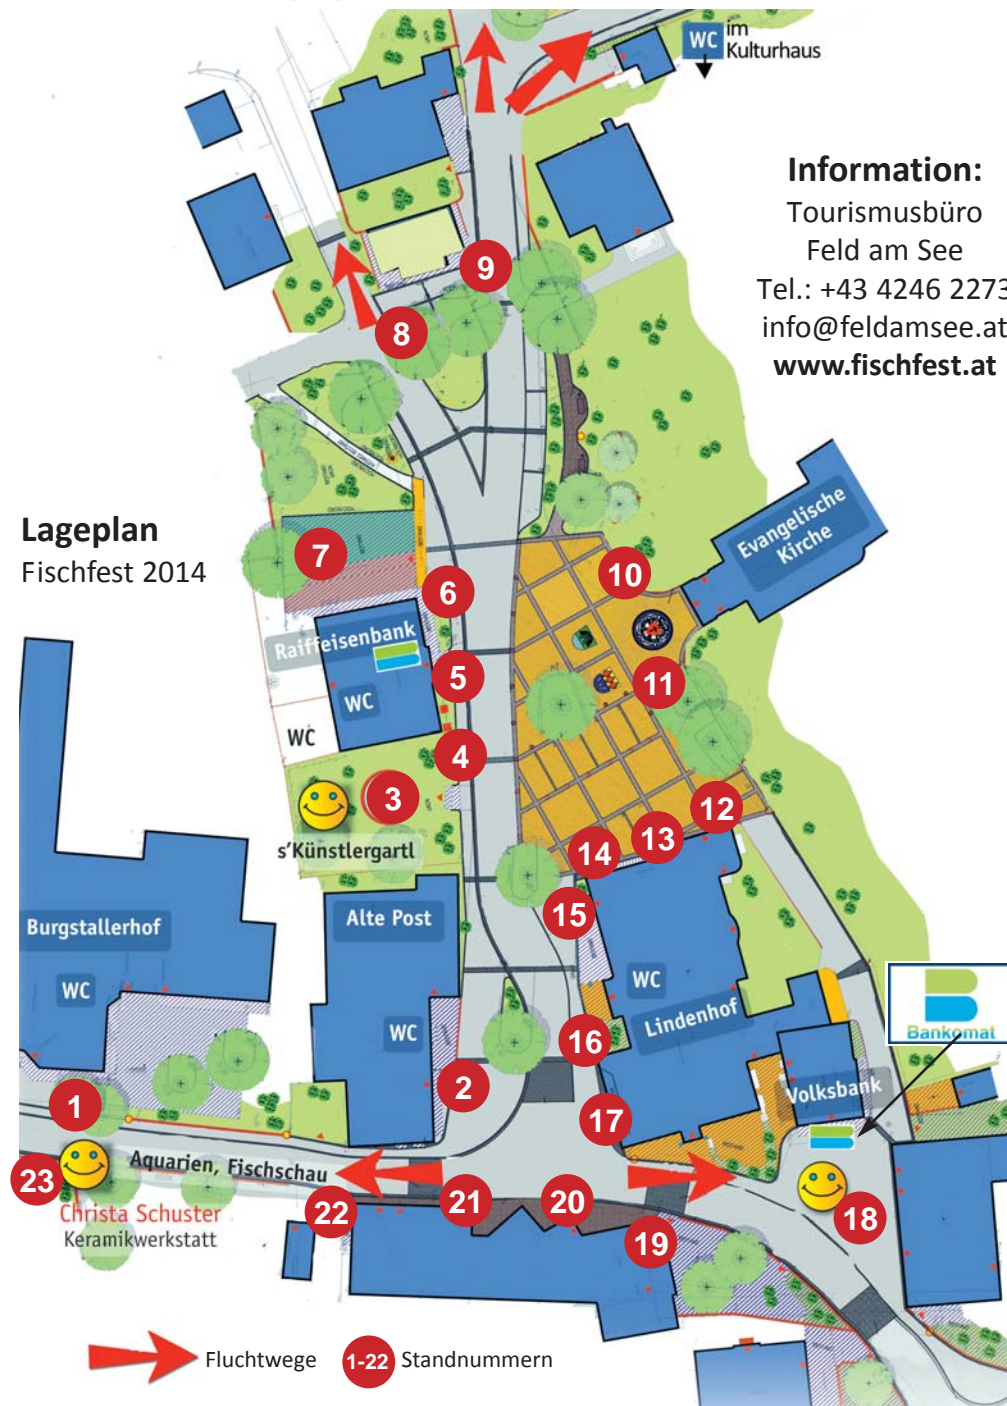 WC im
Kulturhaus
Information:
Tourismusbüro
Feld am See
Tel.: +43 4246 2273
info@feldamsee.at
www.fischfest.at
9
8
Lageplan
Fischfest 2014
7
6
10
Evangelische
Kirche
Raiffeisenbank
WC
WC
5
11
4
3
s'Künstlergartl
12
13
14
15
Burgstallerhof
WC
Alte Post
WC
WC
Lindenhof
Bankomat
Volksbank
16
2
17
1
23
Aquarien, Fischschau
Christa Schuster
Keramikwerkstatt
22
21
20
19
18
Fluchtwege
1-22 Standnummern